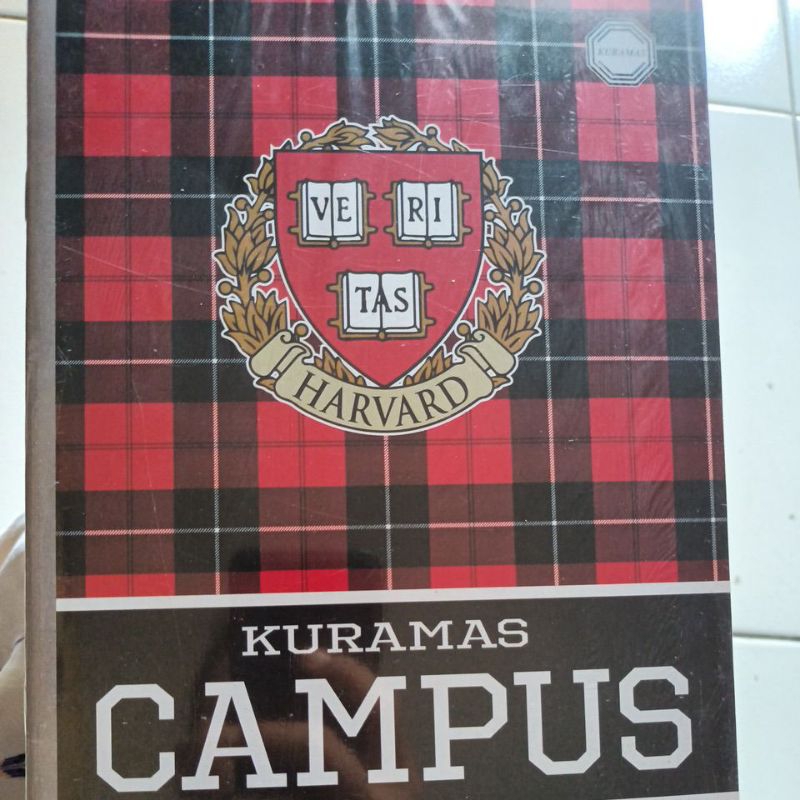 KURAMAS
VE RI
TAS
HARVARD
KURAMAS
CAMPUS